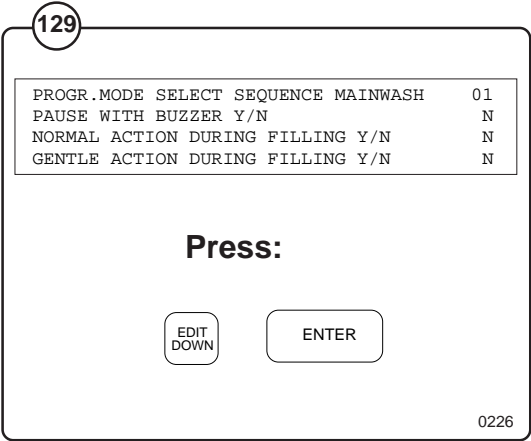 129
PROGR.MODE SELECT SEQUENCE MAINWASH 01
PAUSE WITH BUZZER Y/N N
NORMAL ACTION DURING FILLING Y/N N
GENTLE ACTION DURING FILLING Y/N N
Press:
EDIT
DOWN
ENTER
0226